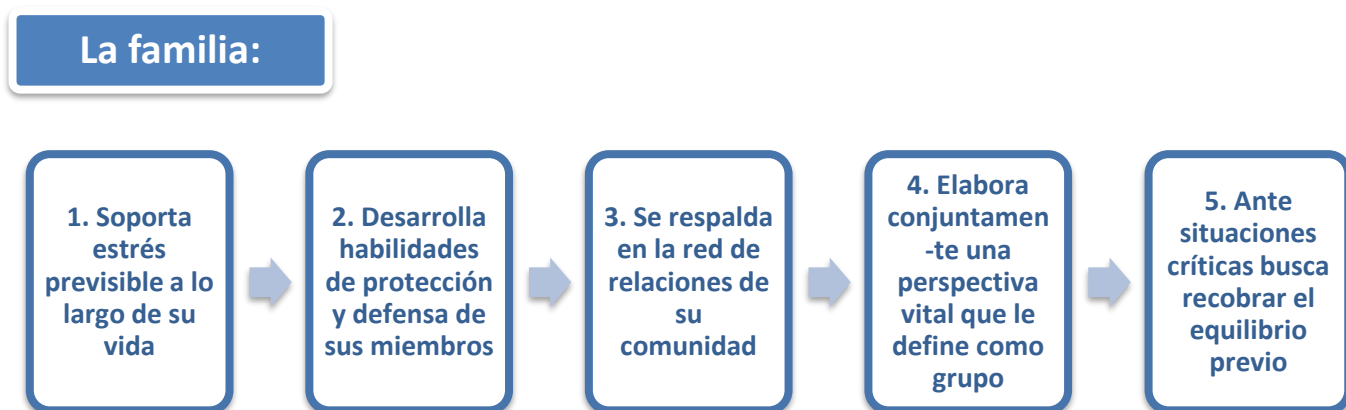 La familia:
1. Soporta
estrés
previsible a lo
largo de su
vida
2. Desarrolla
habilidades
de protección
y defensa de
sus miembros
3. Se respalda
en la red de
relaciones de
su
comunidad
4. Elabora
conjuntamen
-te una
perspectiva
vital que le
define como
grupo
5. Ante
situaciones
críticas busca
recobrar el
equilibrio
previo